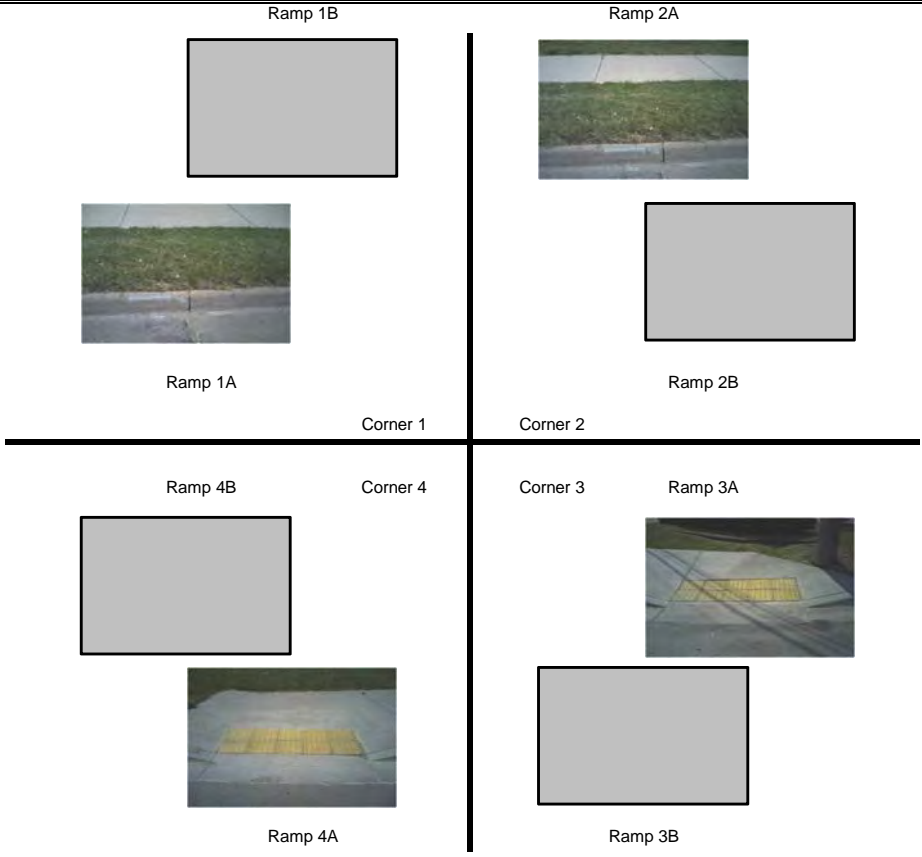 Ramp 1B
Ramp 2A
Ramp 1A
Ramp 2B
Corner 1
Corner 2
Ramp 4B
Corner 4
Corner 3
Ramp 3A
Ramp 4A
Ramp 3B